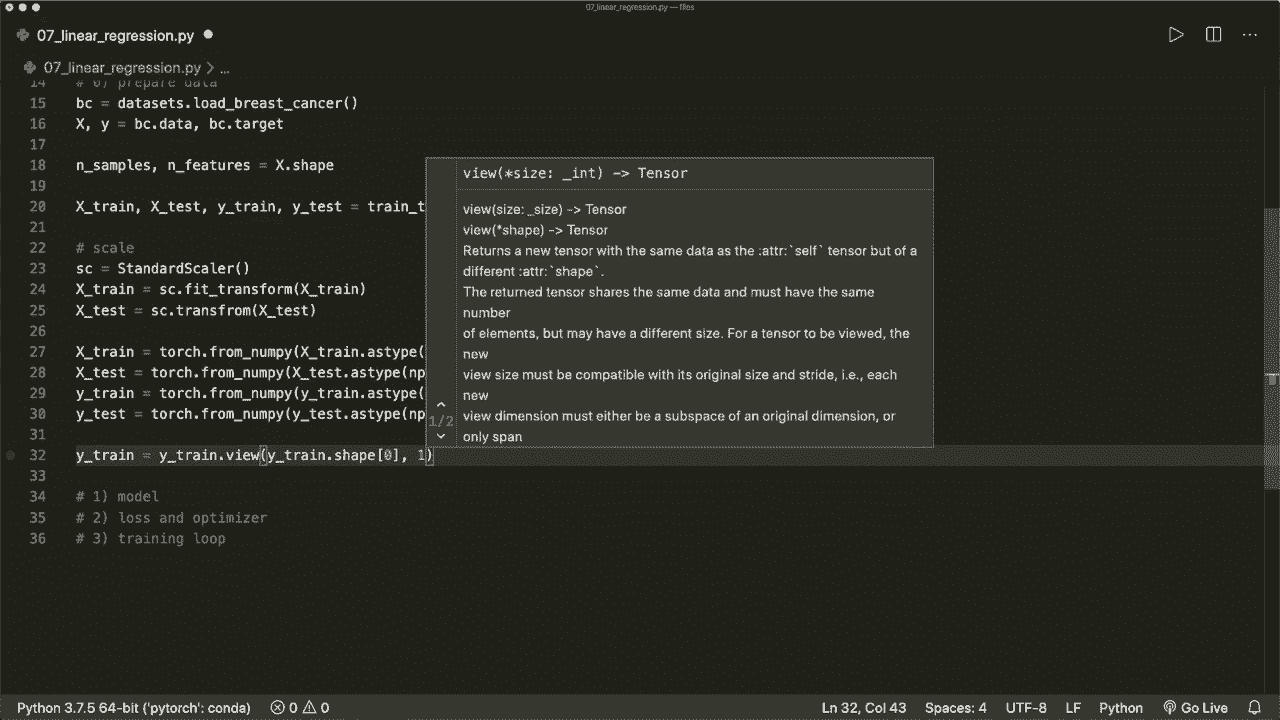 07_linear_regression.py — files
07_linear_regression.py
07_linear_regression.py > ...
14 # 0) prepare data
15 bc = datasets.load_breast_cancer()
16 X, y = bc.data, bc.target
17
18 n_samples, n_features = X.shape
19
20 X_train, X_test, y_train, y_test = train_t
21
22 # scale
23 sc = StandardScaler()
24 X_train = sc.fit_transform(X_train)
25 X_test = sc.transfrom(X_test)
26
27 X_train = torch.from_numpy(X_train.astype(
28 X_test = torch.from_numpy(X_test.astype(np
29 y_train = torch.from_numpy(y_train.astype(
30 y_test = torch.from_numpy(y_test.astype(np
31
32 y_train = y_train.view(y_train.shape[0], 1)
33
34 # 1) model
35 # 2) loss and optimizer
36 # 3) training loop
view(*size: _int) -> Tensor
view(size: _size) -> Tensor
view(*shape) -> Tensor
Returns a new tensor with the same data as the :attr:`self` tensor but of a
different :attr:`shape`.
The returned tensor shares the same data and must have the same
number
of elements, but may have a different size. For a tensor to be viewed, the
new
view size must be compatible with its original size and stride, i.e., each
new
view dimension must either be a subspace of an original dimension, or
only span
1/2
Python 3.7.5 64-bit ('pytorch': conda) 0 0 Ln 32, Col 43 Spaces: 4 UTF-8 LF Python Go Live